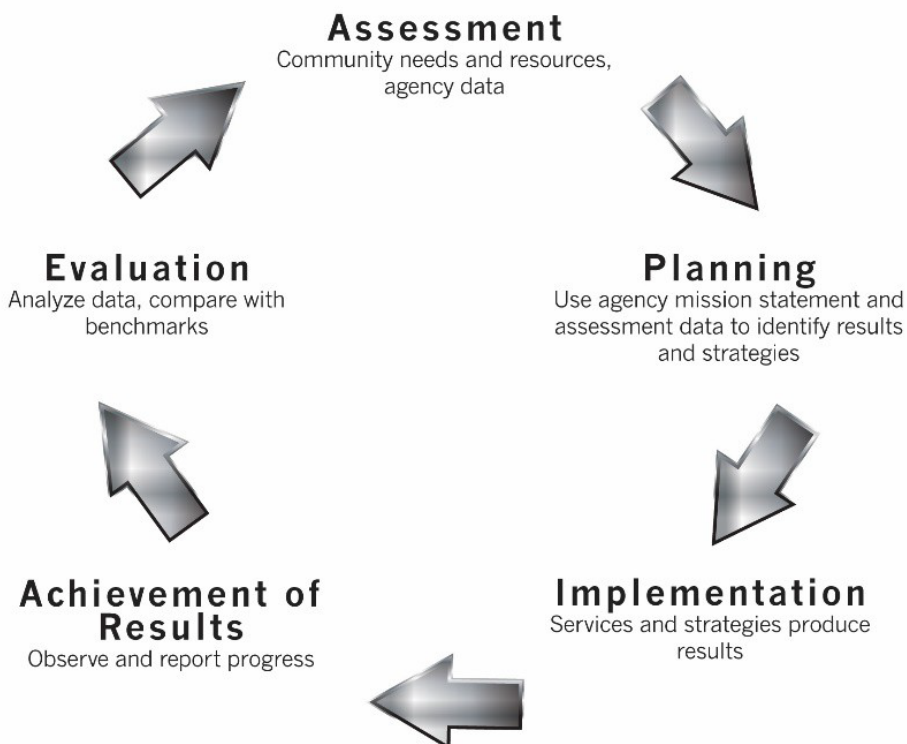 Assessment
Community needs and resources,
agency data
Planning
Use agency mission statement and
assessment data to identify results
and strategies
Implementation
Services and strategies produce
results
Achievement of
Results
Observe and report progress
Evaluation
Analyze data, compare with
benchmarks